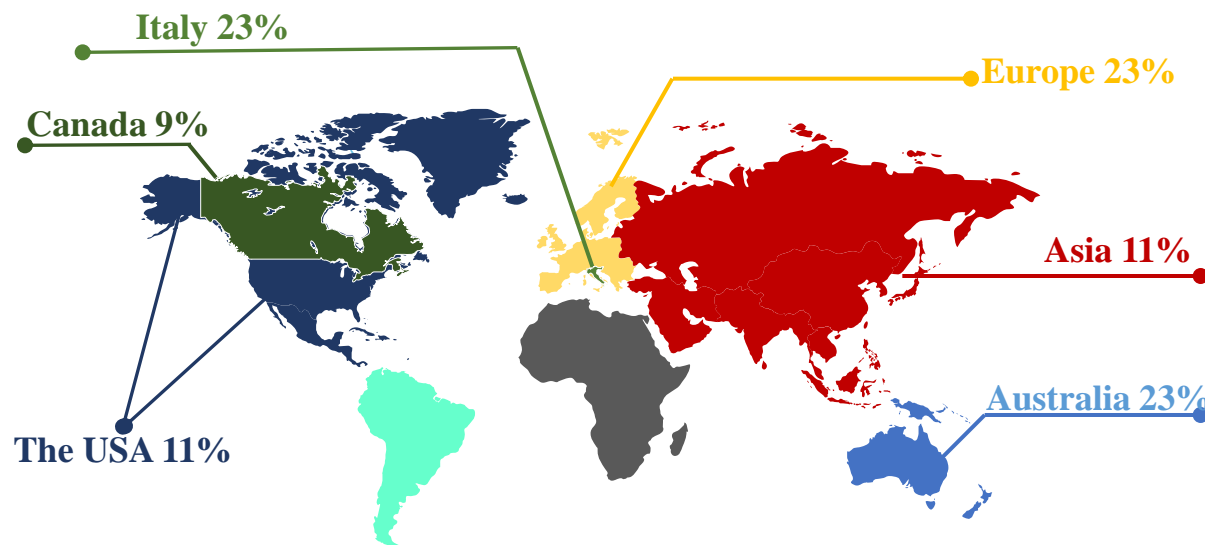 Italy 23%
Europe 23%
Canada 9%
Asia 11%
Australia 23%
The USA 11%